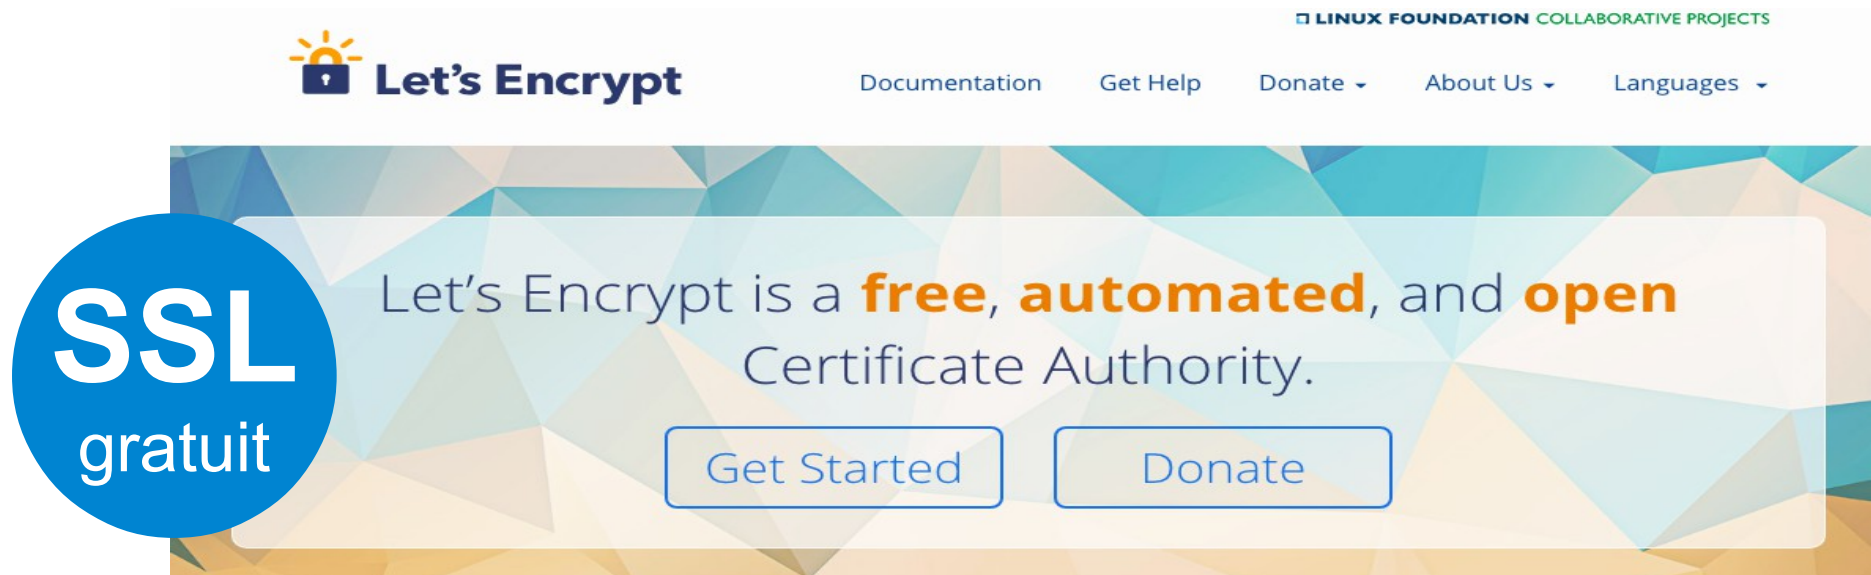 LINUX FOUNDATION COLLABORATIVE PROJECTS
Let's Encrypt
Documentation Get Help Donate About Us Languages
Let's Encrypt is a free, automated, and open
Certificate Authority.
Get Started Donate
SSL
gratuit